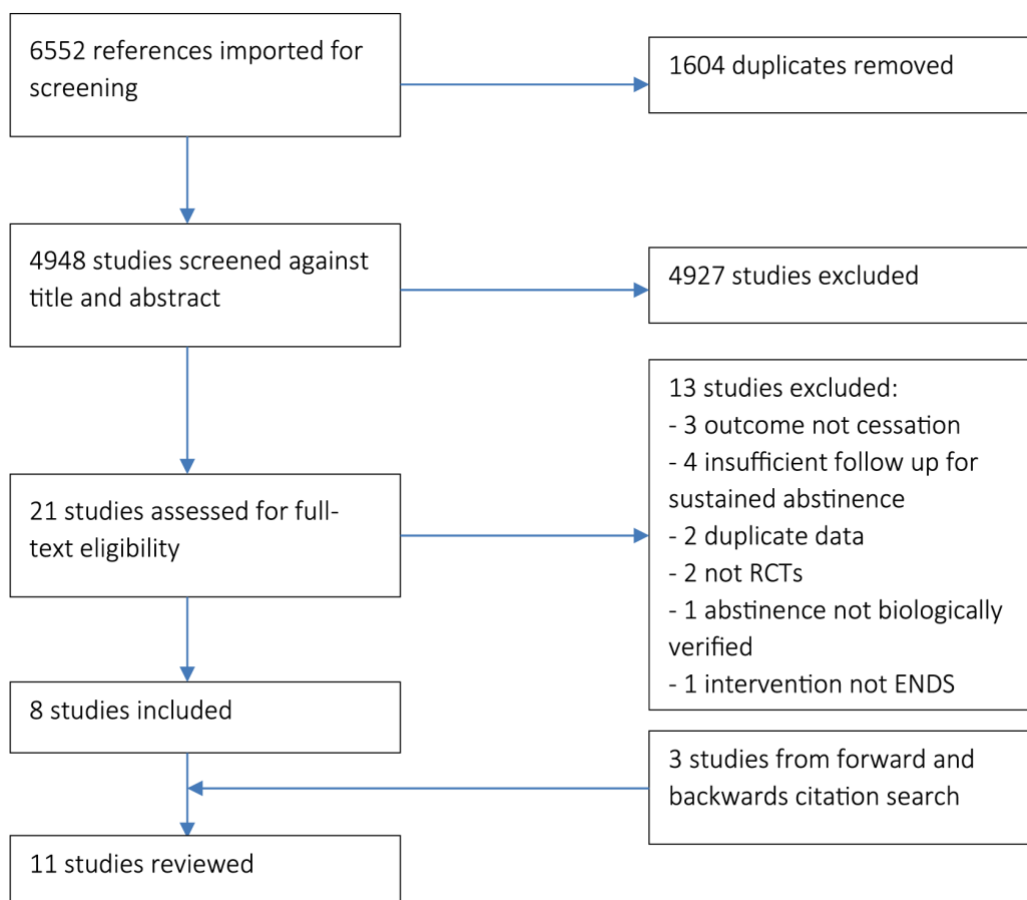 6552 references imported for
screening
1604 duplicates removed
4948 studies screened against
title and abstract
4927 studies excluded
21 studies assessed for full-
text eligibility
13 studies excluded:
- 3 outcome not cessation
- 4 insufficient follow up for
sustained abstinence
- 2 duplicate data
- 2 not RCTs
- 1 abstinence not biologically
verified
- 1 intervention not ENDS
8 studies included
3 studies from forward and
backwards citation search
11 studies reviewed